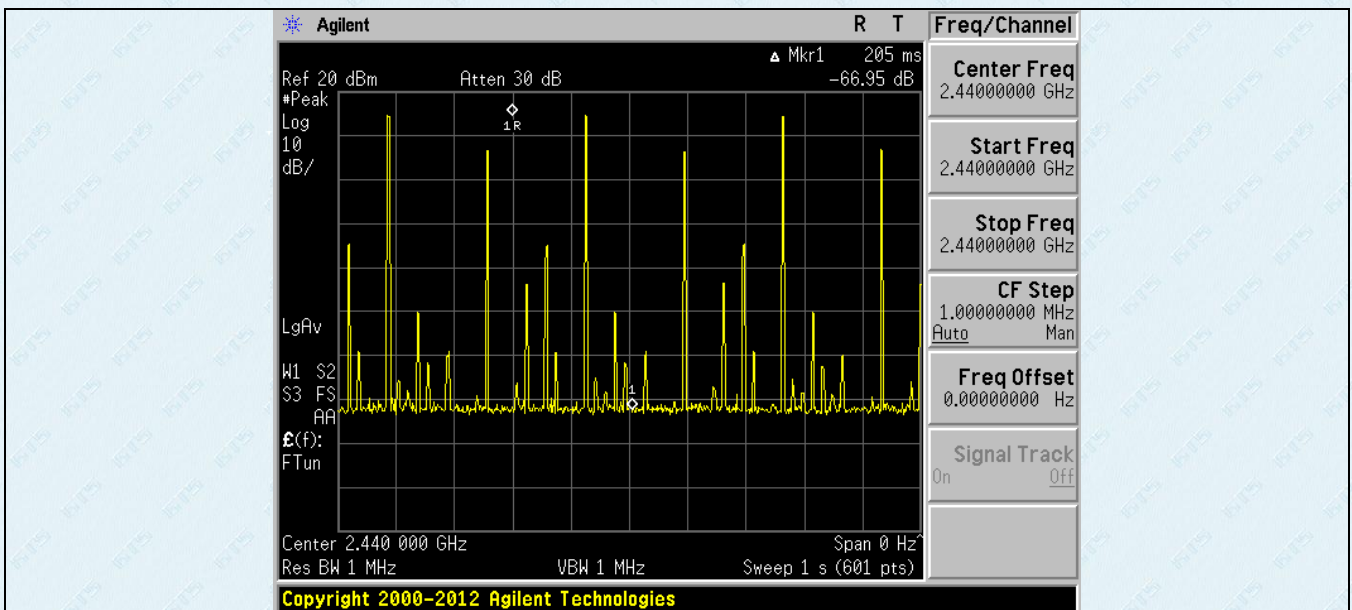 Agilent R T
Freq/Channel
Δ Mkr1 205 ms
Ref 20 dBm Atten 30 dB -66.95 dB
#Peak
Log
10
dB/
1R
LgAv
W1 S2
S3 FS
AA
£(f):
FTun
1
Center 2.440 000 GHz Span 0 Hz^
Res BW 1 MHz VBW 1 MHz Sweep 1 s (601 pts)
Copyright 2000-2012 Agilent Technologies
Center Freq
2.44000000 GHz
Start Freq
2.44000000 GHz
Stop Freq
2.44000000 GHz
CF Step
1.00000000 MHz
Auto Man
Freq Offset
0.00000000 Hz
Signal Track
On Off